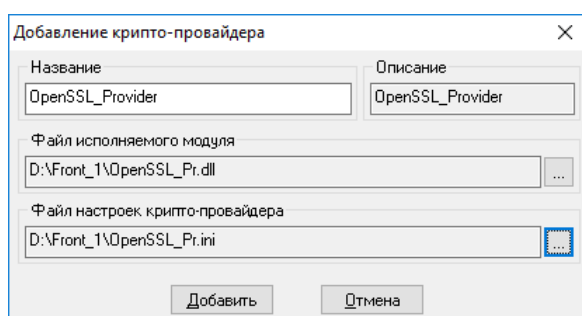 Добавление крипто-провайдера
Название
Описание
OpenSSL_Provider
OpenSSL_Provider
Файл исполняемого модуля
D:\Front_1\OpenSSL_Pr.dll
...
Файл настроек крипто-провайдера
D:\Front_1\OpenSSL_Pr.ini
...
Добавить
Отмена